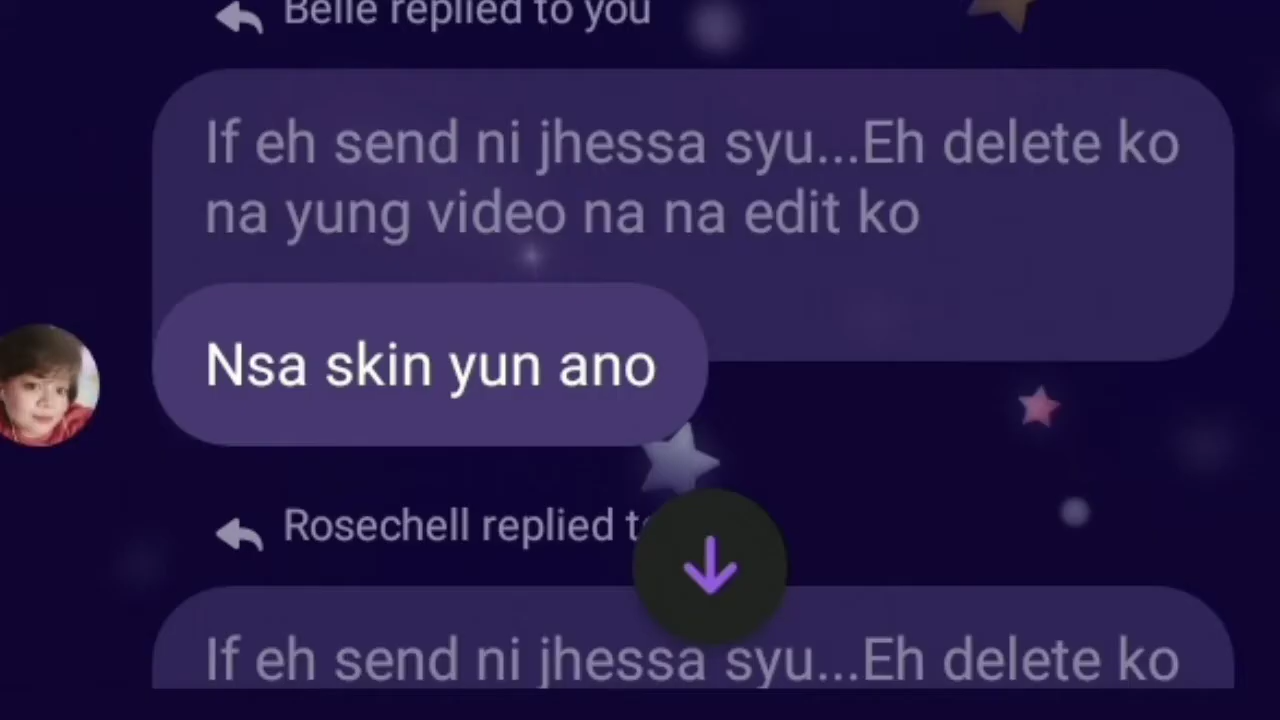 Belle replied to you
If eh send ni jhessa syu...Eh delete ko
na yung video na na edit ko
Nsa skin yun ano
Rosechell replied
If eh send ni jhessa syu...Eh delete ko